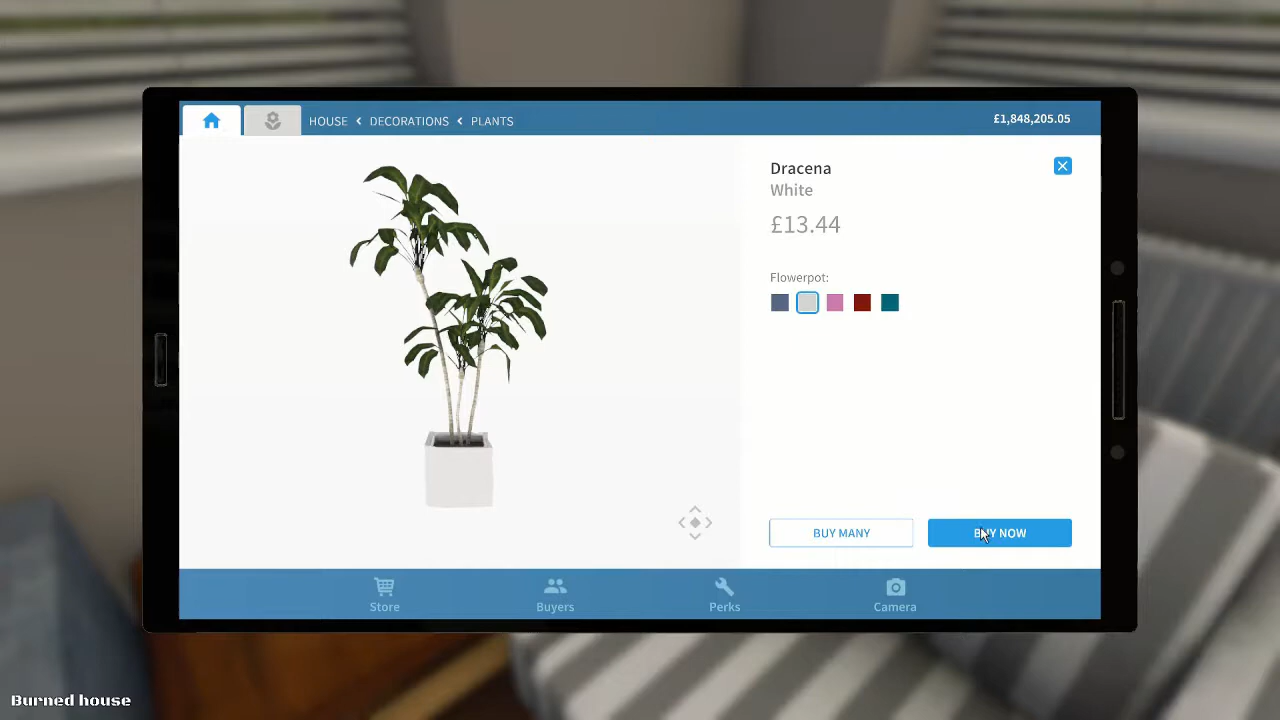 HOUSE < DECORATIONS < PLANTS
£1,848,205.05
Dracena
White
£13.44
Flowerpot:
BUY MANY
BUY NOW
Store
Buyers
Perks
Camera
Burned house